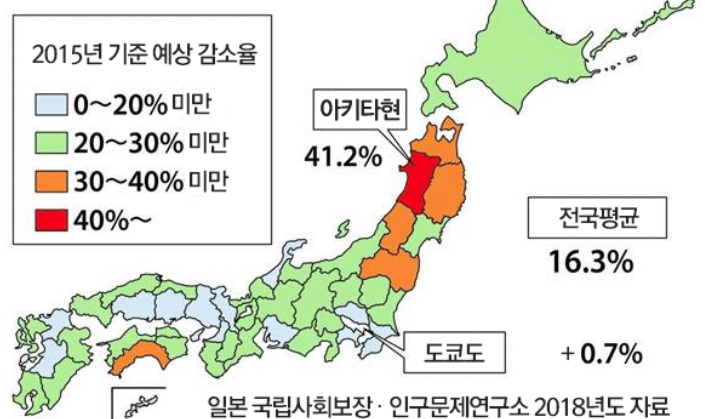 2015년 기준 예상 감소율
0~20% 미만
20~30% 미만
30~40% 미만
40%~
아키타현
41.2%
전국평균
16.3%
도쿄도
+0.7%
일본 국립사회보장·인구문제연구소 2018년도 자료